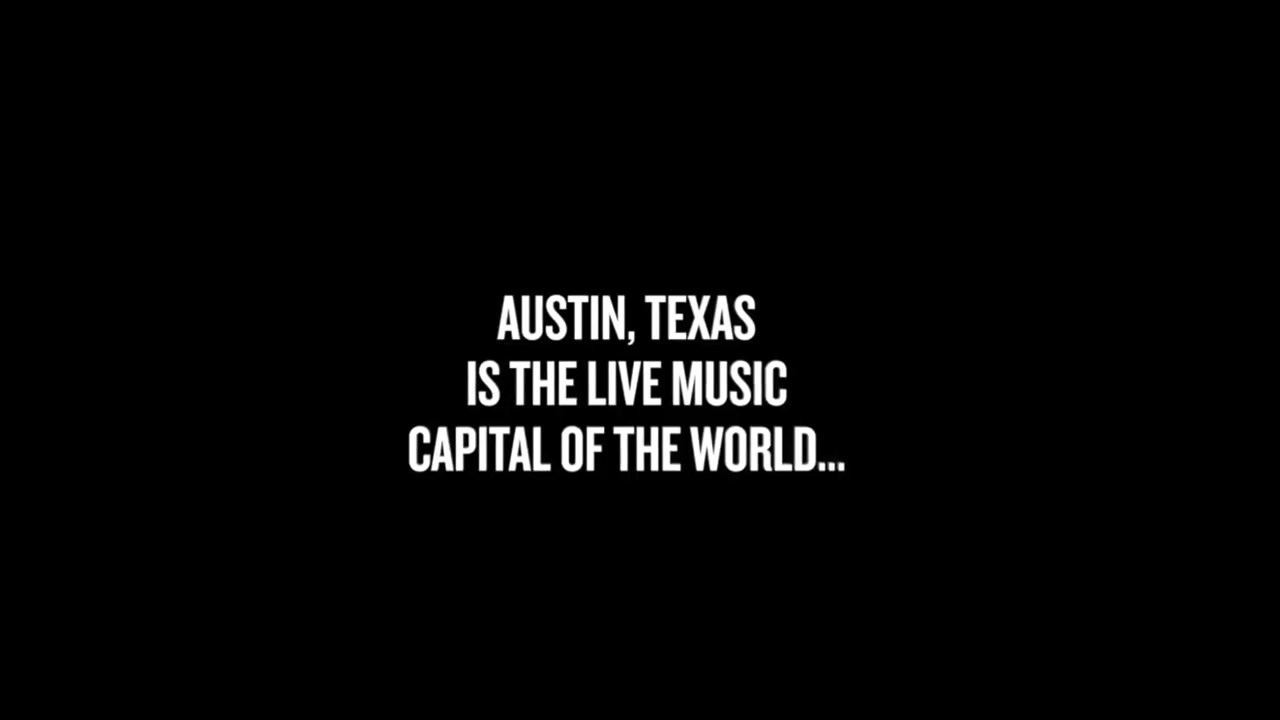 AUSTIN, TEXAS
IS THE LIVE MUSIC
CAPITAL OF THE WORLD...